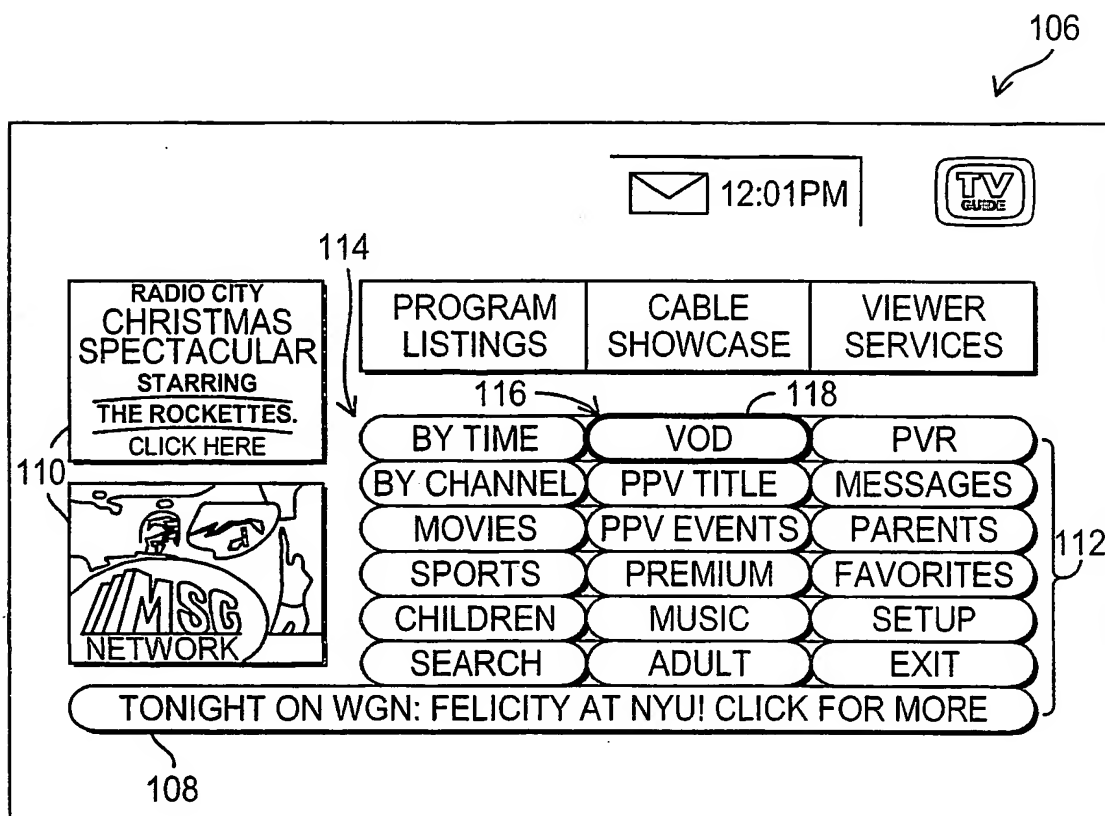 106
12:01PM
TV
GUIDE
114
RADIO CITY
CHRISTMAS
SPECTACULAR
STARRING
THE ROCKETTES.
CLICK HERE
110
PROGRAM LISTINGS
CABLE SHOWCASE
VIEWER SERVICES
116
118
BY TIME VOD PVR
BY CHANNEL PPV TITLE MESSAGES
MOVIES PPV EVENTS PARENTS
112
SPORTS PREMIUM FAVORITES
CHILDREN MUSIC SETUP
SEARCH ADULT EXIT
MSG
NETWORK
TONIGHT ON WGN: FELICITY AT NYU! CLICK FOR MORE
108